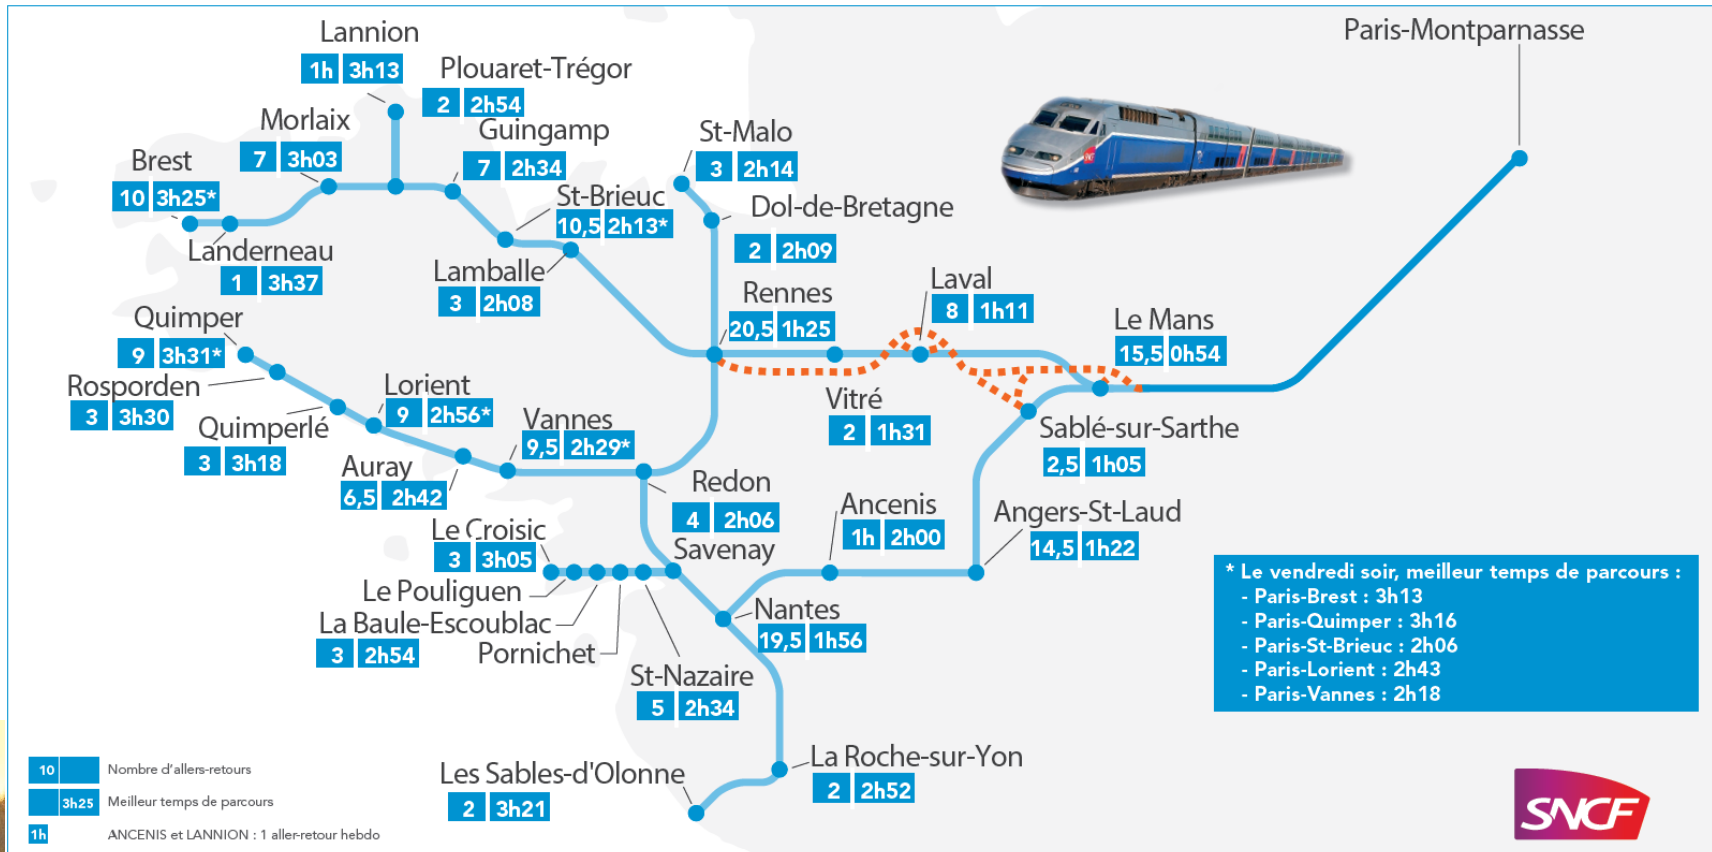 Lannion
1h 3h13
Paris-Montparnasse
Plouaret-Trégor
2 2h54
Morlaix
7 3h03
Guingamp
7 2h34
St-Malo
3 2h14
Brest
10 3h25*
St-Brieuc
10,5 2h13*
Dol-de-Bretagne
2 2h09
Landerneau
1 3h37
Lamballe
3 2h08
Rennes
20,5 1h25
Laval
8 1h11
Le Mans
15,5 0h54
Quimper
9 3h31*
Rosporden
3 3h30
Lorient
9 2h56*
Quimperlé
3 3h18
Vannes
9,5 2h29*
Vitré
2 1h31
Sablé-sur-Sarthe
2,5 1h05
Auray
6,5 2h42
Redon
4 2h06
Ancenis
1h 2h00
Angers-St-Laud
14,5 1h22
Le Croisic
3 3h05
Savenay
Le Pouliguen
La Baule-Escoublac
3 2h54
Pornichet
Nantes
19,5 1h56
St-Nazaire
5 2h34
* Le vendredi soir, meilleur temps de parcours :
- Paris-Brest : 3h13
- Paris-Quimper : 3h16
- Paris-St-Brieuc : 2h06
- Paris-Lorient : 2h43
- Paris-Vannes : 2h18
La Roche-sur-Yon
2 2h52
Les Sables-d'Olonne
2 3h21
10 Nombre d'allers-retours
3h25 Meilleur temps de parcours
1h ANCENIS et LANNION : 1 aller-retour hebdo
SNCF